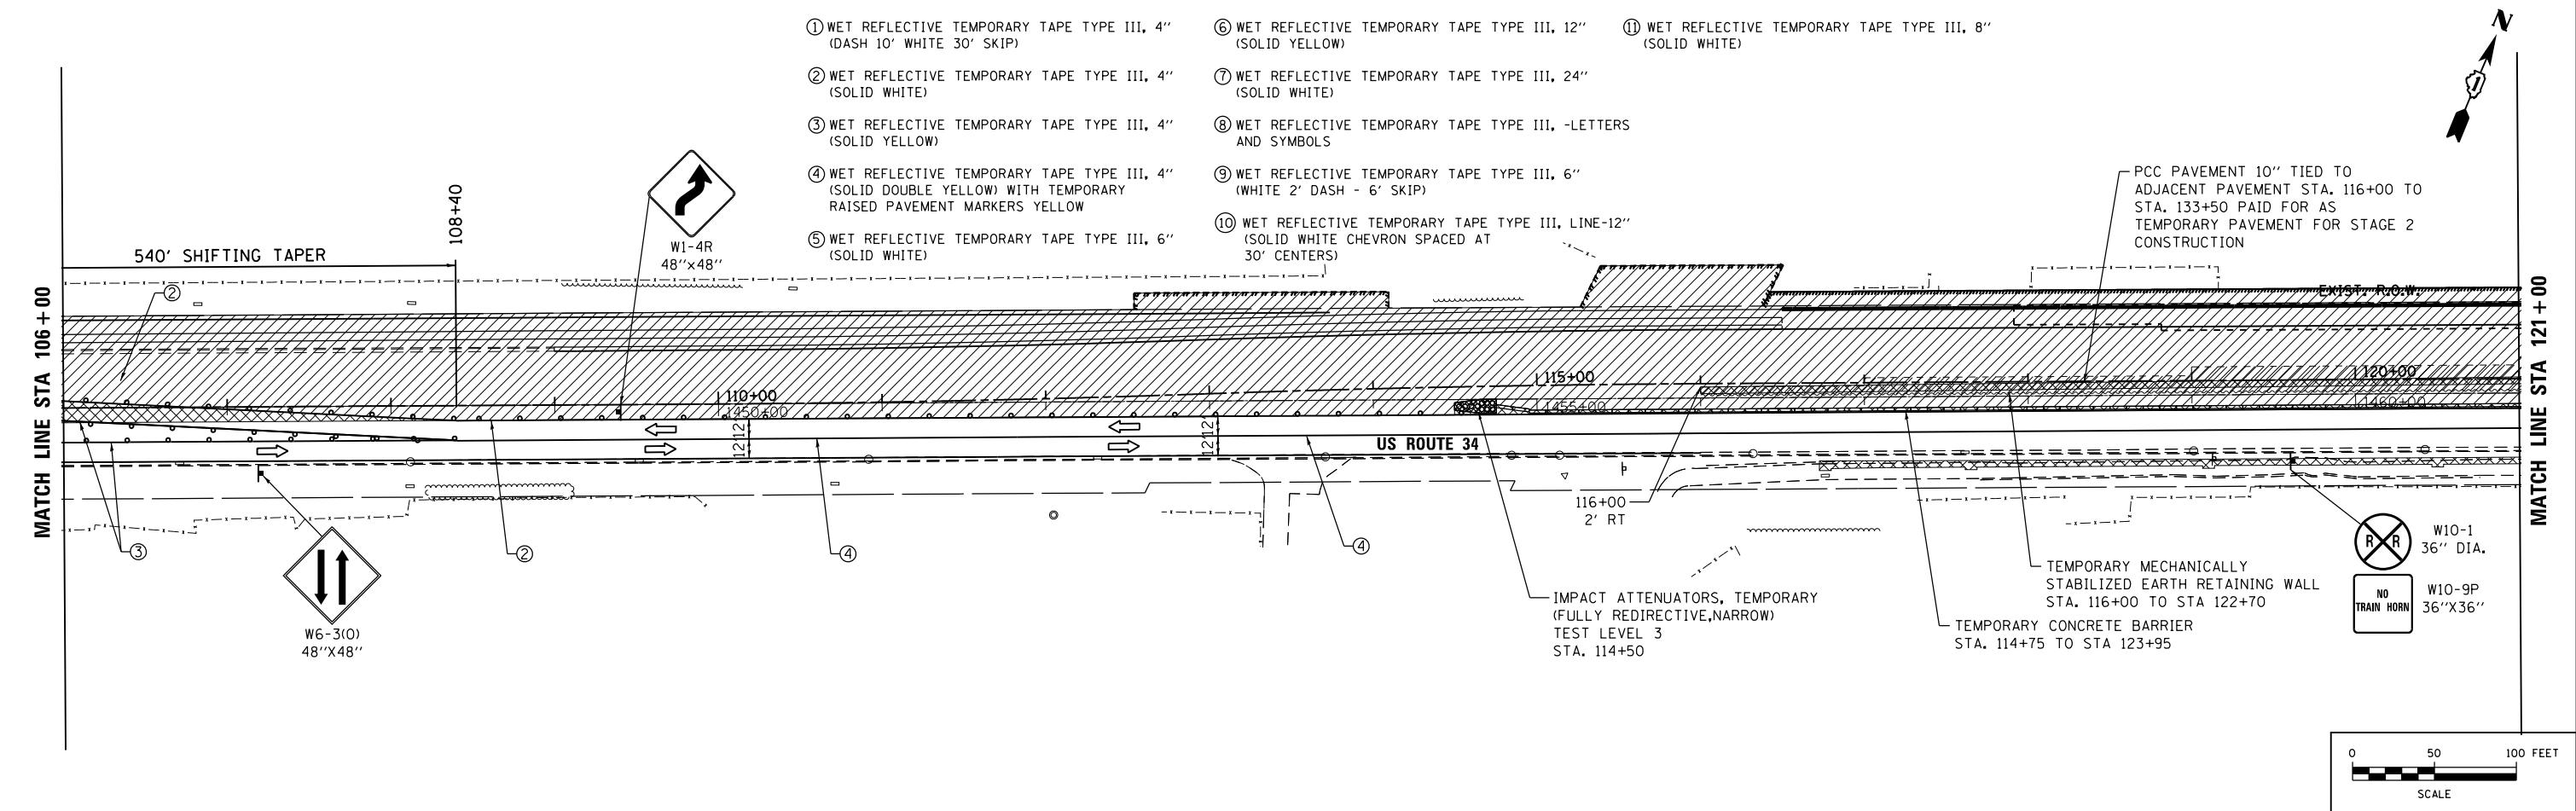 ① WET REFLECTIVE TEMPORARY TAPE TYPE III, 4"
(DASH 10' WHITE 30' SKIP)
② WET REFLECTIVE TEMPORARY TAPE TYPE III, 4"
(SOLID WHITE)
③ WET REFLECTIVE TEMPORARY TAPE TYPE III, 4"
(SOLID YELLOW)
④ WET REFLECTIVE TEMPORARY TAPE TYPE III, 4"
(SOLID DOUBLE YELLOW) WITH TEMPORARY
RAISED PAVEMENT MARKERS YELLOW
⑤ WET REFLECTIVE TEMPORARY TAPE TYPE III, 6"
(SOLID WHITE)
⑥ WET REFLECTIVE TEMPORARY TAPE TYPE III, 12"
(SOLID YELLOW)
⑦ WET REFLECTIVE TEMPORARY TAPE TYPE III, 24"
(SOLID WHITE)
⑧ WET REFLECTIVE TEMPORARY TAPE TYPE III, -LETTERS
AND SYMBOLS
⑨ WET REFLECTIVE TEMPORARY TAPE TYPE III, 6"
(WHITE 2' DASH - 6' SKIP)
⑩ WET REFLECTIVE TEMPORARY TAPE TYPE III, LINE-12"
(SOLID WHITE CHEVRON SPACED AT
30' CENTERS)
⑪ WET REFLECTIVE TEMPORARY TAPE TYPE III, 8"
(SOLID WHITE)
N
PCC PAVEMENT 10" TIED TO
ADJACENT PAVEMENT STA. 116+00 TO
STA. 133+50 PAID FOR AS
TEMPORARY PAVEMENT FOR STAGE 2
CONSTRUCTION
540' SHIFTING TAPER
108+40
W1-4R
48"x48"
MATCH LINE STA 106+00
②
EXIST. R.O.W.
MATCH LINE STA 121+00
110+00
1450+00
115+00
1455+00
120+00
1460+00
12'
12'
12'
12'
US ROUTE 34
116+00
2' RT
③
②
④
④
W6-3(O)
48"X48"
IMPACT ATTENUATORS, TEMPORARY
(FULLY REDIRECTIVE,NARROW)
TEST LEVEL 3
STA. 114+50
TEMPORARY MECHANICALLY
STABILIZED EARTH RETAINING WALL
STA. 116+00 TO STA 122+70
TEMPORARY CONCRETE BARRIER
STA. 114+75 TO STA 123+95
R R
W10-1
36" DIA.
NO
TRAIN HORN
W10-9P
36"X36"
0 50 100 FEET
SCALE